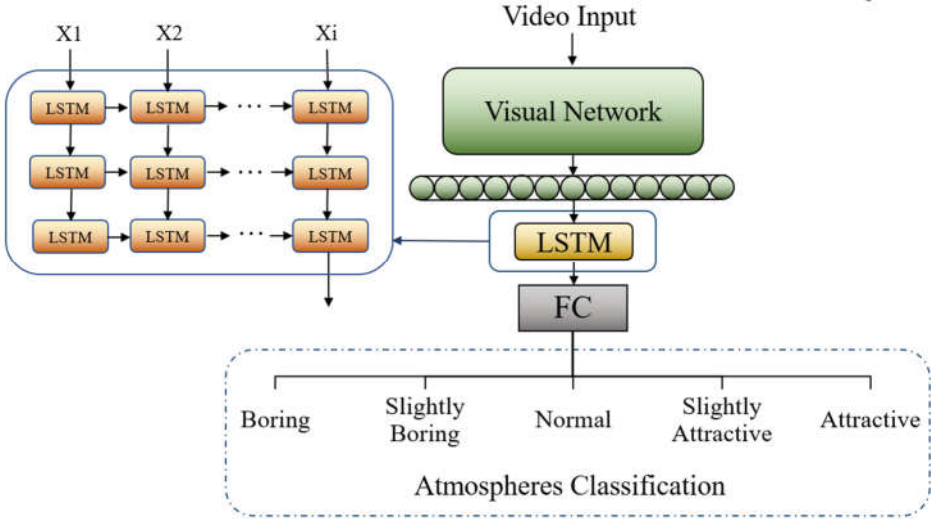 Video Input
X1 X2 Xi
LSTM LSTM ··· LSTM
Visual Network
LSTM LSTM ··· LSTM
LSTM LSTM ··· LSTM
LSTM
FC
Boring
Slightly
Boring
Normal
Slightly
Attractive
Attractive
Atmospheres Classification